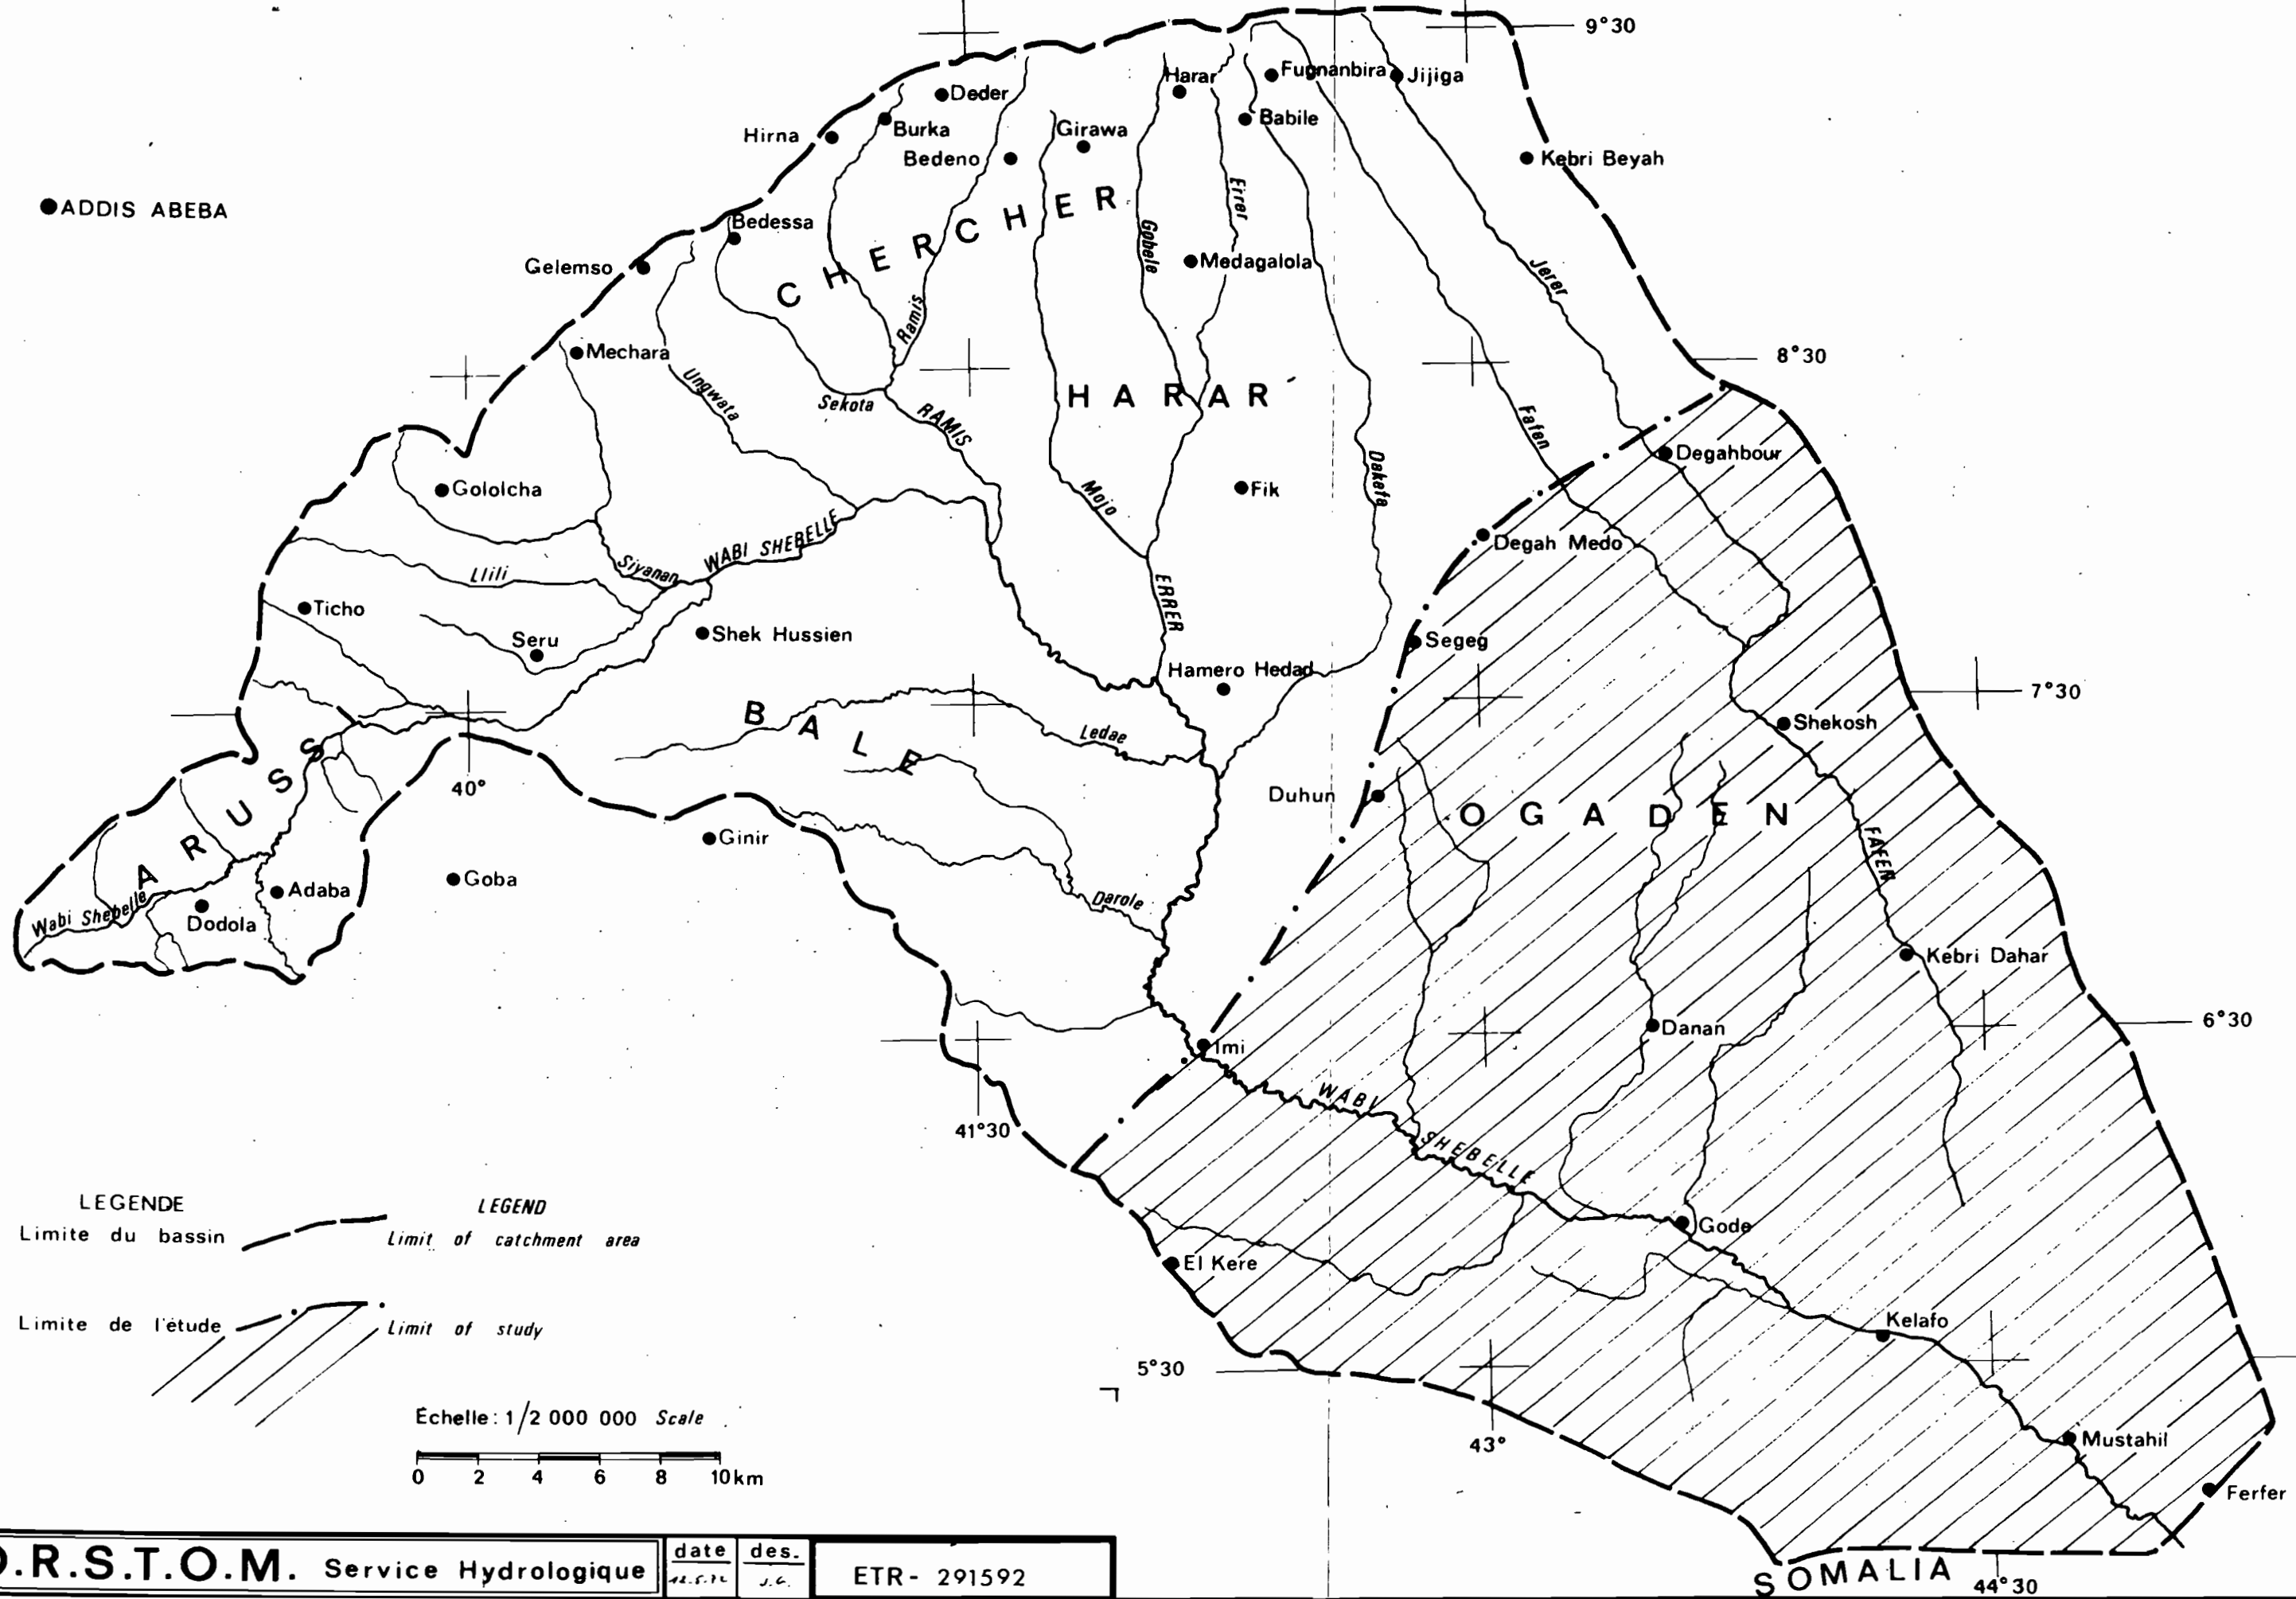 9°30
Deder
Harar
Fugnanbira
Jijiga
Hirna
Burka
Girawa
Babile
Bedeno
Kebri Beyah
ADDIS ABEBA
CHERCHER
Errer
Bedessa
Gobele
Gelemso
Medagalola
Jerer
Ramis
Mechara
8°30
Ungwata
Sekota
RAMIS
HARAR
Fafen
Degahbour
Dakata
Gololcha
Mojo
Fik
WABI SHEBELLE
Degah Medo
Siyanan
Llili
Ticho
ERRER
Seru
Shek Hussien
Segeg
Hamero Hedad
7°30
BALE
Ledae
Shekosh
ARUSS
40°
Duhun
OGADEN
Ginir
FAFEN
Goba
Adaba
Wabi Shebelle
Dodola
Darole
Kebri Dahar
Imi
Danan
6°30
WABI
41°30
SHEBELLE
LEGENDE
LEGEND
Limite du bassin
Limit of catchment area
Gode
El Kere
Limite de l'étude
Limit of study
Kelafo
5°30
Échelle: 1/2 000 000 Scale
43°
Mustahil
0 2 4 6 8 10 km
Ferfer
O.R.S.T.O.M. Service Hydrologique
date
12.5.72
des.
J.G.
ETR- 291592
SOMALIA
44°30